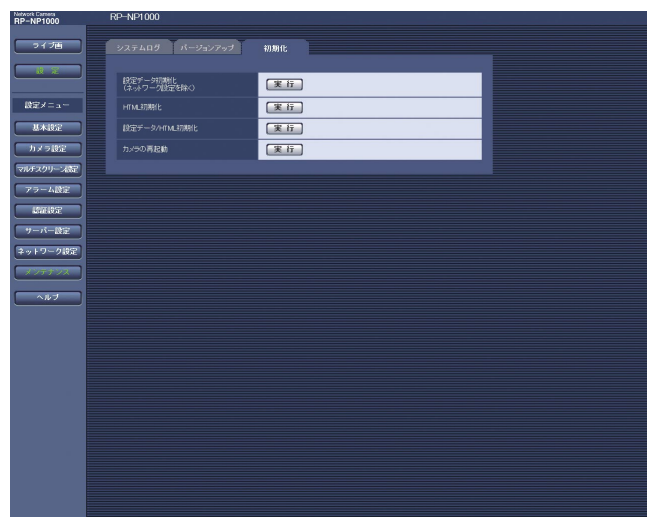 Network Camera
RP-NP1000
RP-NP1000
ライブ画
設 定
設定メニュー
基本設定
カメラ設定
マルチスクリーン設定
アラーム設定
認証設定
サーバー設定
ネットワーク設定
メンテナンス
ヘルプ
システムログ バージョンアップ 初期化
設定データ初期化
(ネットワーク設定を除く)
実 行
HTML初期化
実 行
設定データ/HTML初期化
実 行
カメラの再起動
実 行